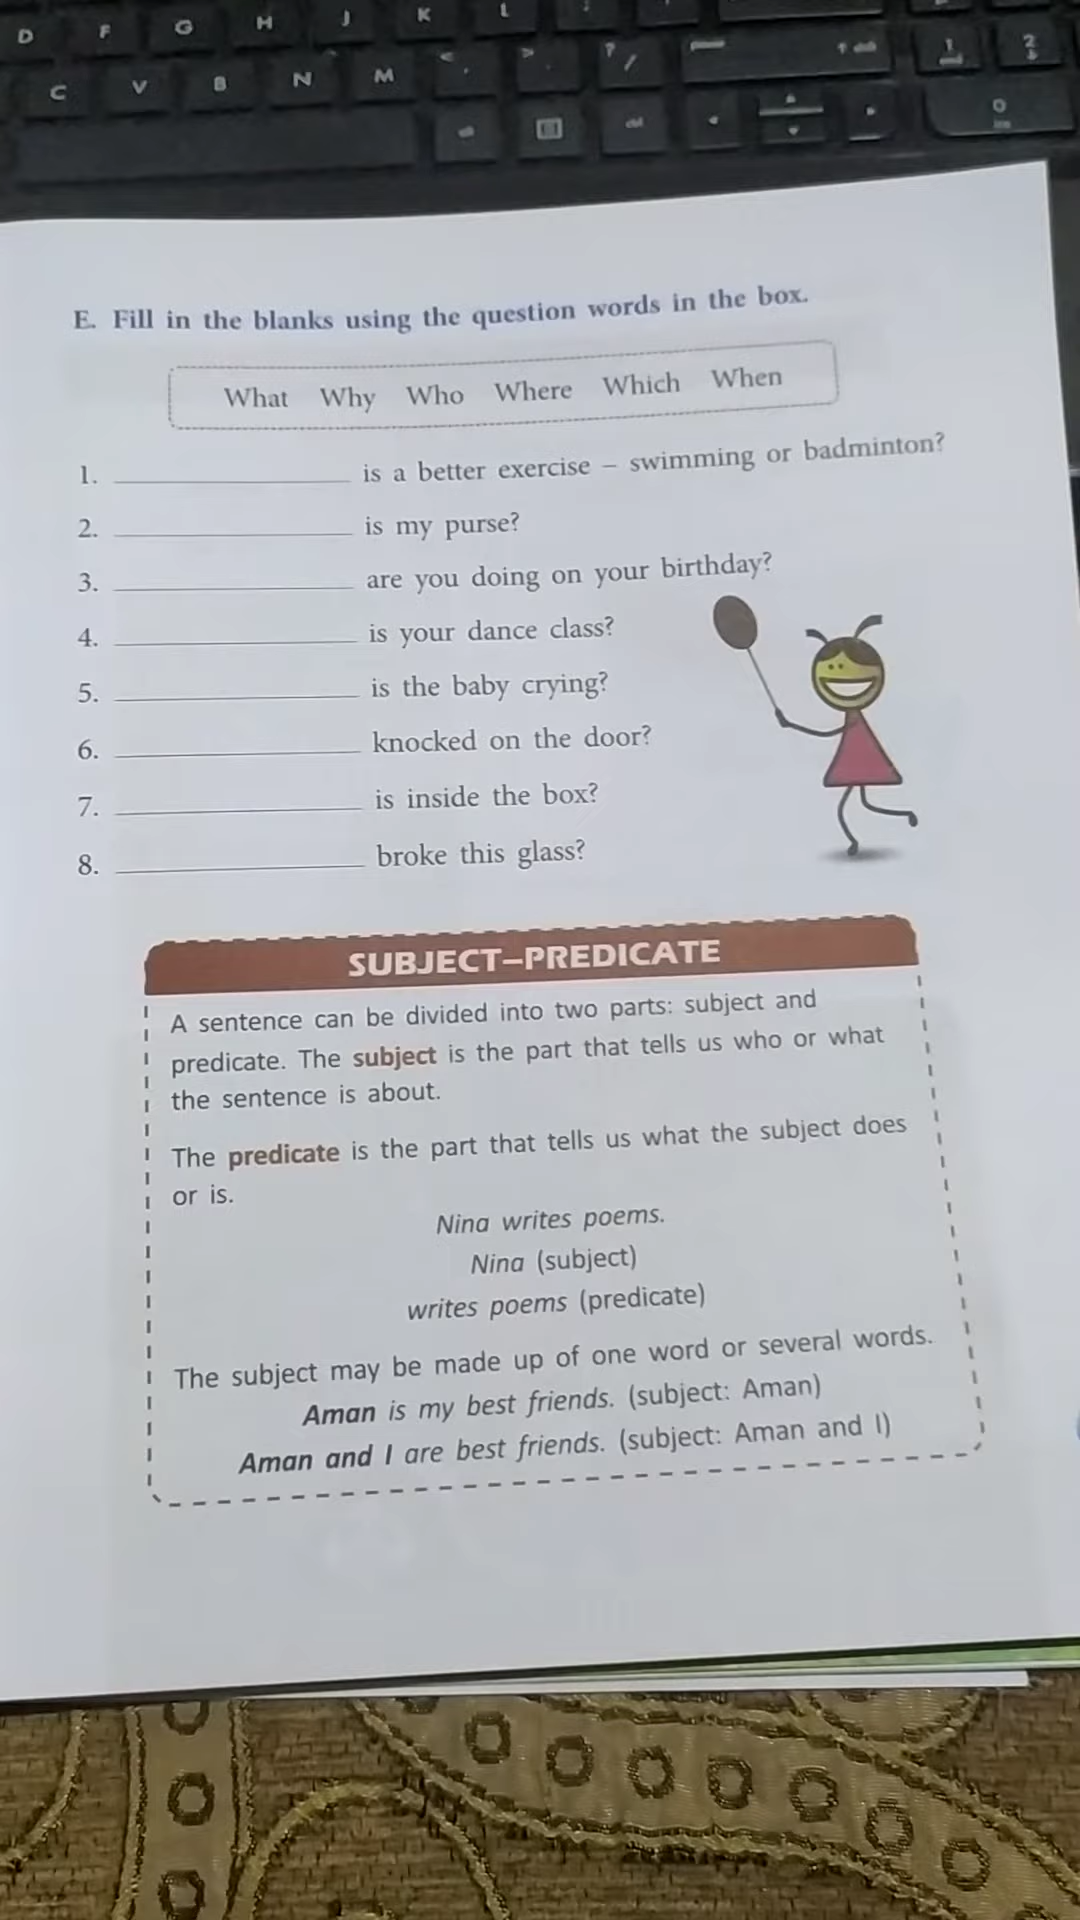 D F G H J K L
C V B N M < , > . ? /
E. Fill in the blanks using the question words in the box.
What Why Who Where Which When
1. ____________ is a better exercise – swimming or badminton?
2. ____________ is my purse?
3. ____________ are you doing on your birthday?
4. ____________ is your dance class?
5. ____________ is the baby crying?
6. ____________ knocked on the door?
7. ____________ is inside the box?
8. ____________ broke this glass?
SUBJECT–PREDICATE
A sentence can be divided into two parts: subject and
predicate. The subject is the part that tells us who or what
the sentence is about.
The predicate is the part that tells us what the subject does
or is.
Nina writes poems.
Nina (subject)
writes poems (predicate)
The subject may be made up of one word or several words.
Aman is my best friends. (subject: Aman)
Aman and I are best friends. (subject: Aman and I)